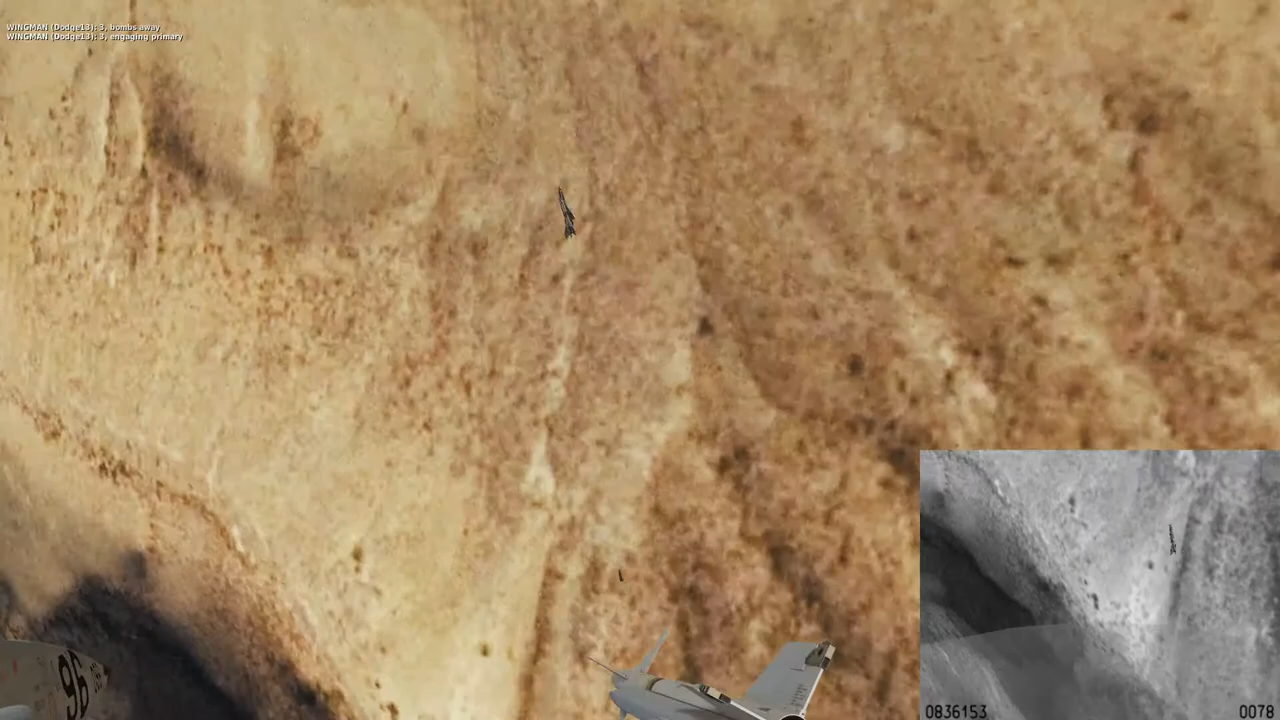 WINGMAN (Dodge13): 3, bombs away
WINGMAN (Dodge13): 3, engaging primary
96
0836153
0078